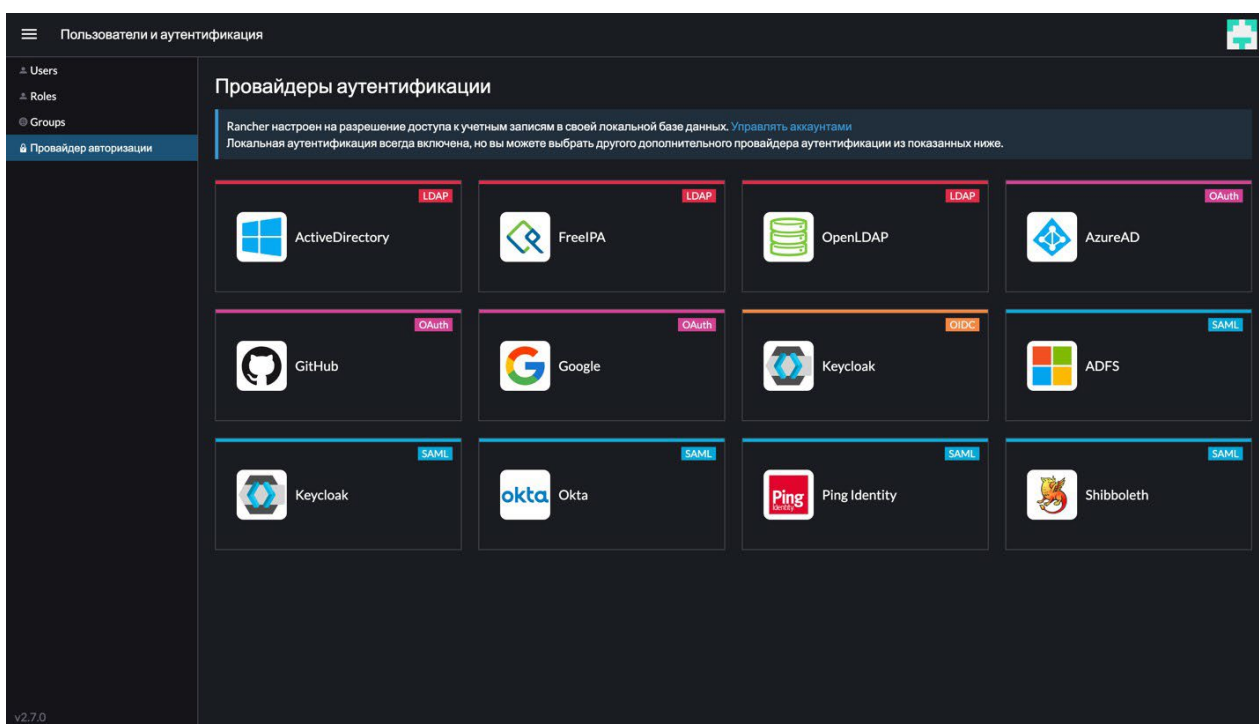 Пользователи и аутентификация
Users
Roles
Groups
Провайдер авторизации
Провайдеры аутентификации
Rancher настроен на разрешение доступа к учетным записям в своей локальной базе данных. Управлять аккаунтами
Локальная аутентификация всегда включена, но вы можете выбрать другого дополнительного провайдера аутентификации из показанных ниже.
LDAP
ActiveDirectory
LDAP
FreeIPA
LDAP
OpenLDAP
OAuth
AzureAD
OAuth
GitHub
OAuth
Google
OIDC
Keycloak
SAML
ADFS
SAML
Keycloak
SAML
okta Okta
SAML
Ping Identity Ping Identity
SAML
Shibboleth
v2.7.0